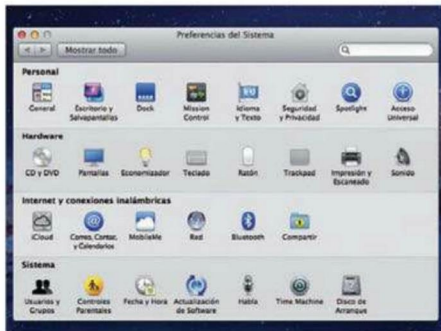 Preferencias del Sistema
Mostrar todo
Personal
General Escritorio y Salvapantallas Dock Mission Control Idioma y Texto Seguridad y Privacidad Spotlight Acceso Universal
Hardware
CD y DVD Pantallas Economizador Teclado Ratón Trackpad Impresión y Escaneado Sonido
Internet y conexiones inalámbricas
iCloud Correo, Contac. y Calendarios MobileMe Red Bluetooth Compartir
Sistema
Usuarios y Grupos Controles Parentales Fecha y Hora Actualización de Software Habla Time Machine Disco de Arranque